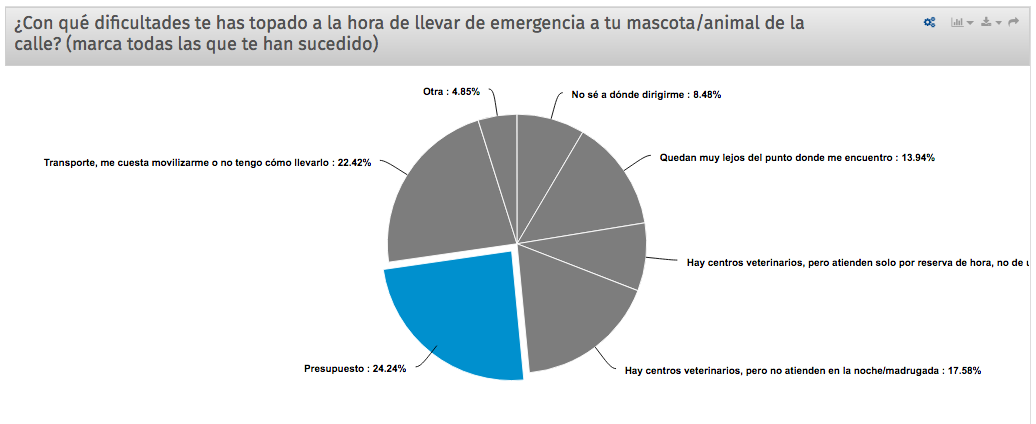 ¿Con qué dificultades te has topado a la hora de llevar de emergencia a tu mascota/animal de la
calle? (marca todas las que te han sucedido)
Otra : 4.85%
No sé a dónde dirigirme : 8.48%
Transporte, me cuesta movilizarme o no tengo cómo llevarlo : 22.42%
Quedan muy lejos del punto donde me encuentro : 13.94%
Hay centros veterinarios, pero atienden solo por reserva de hora, no de
Presupuesto : 24.24%
Hay centros veterinarios, pero no atienden en la noche/madrugada : 17.58%